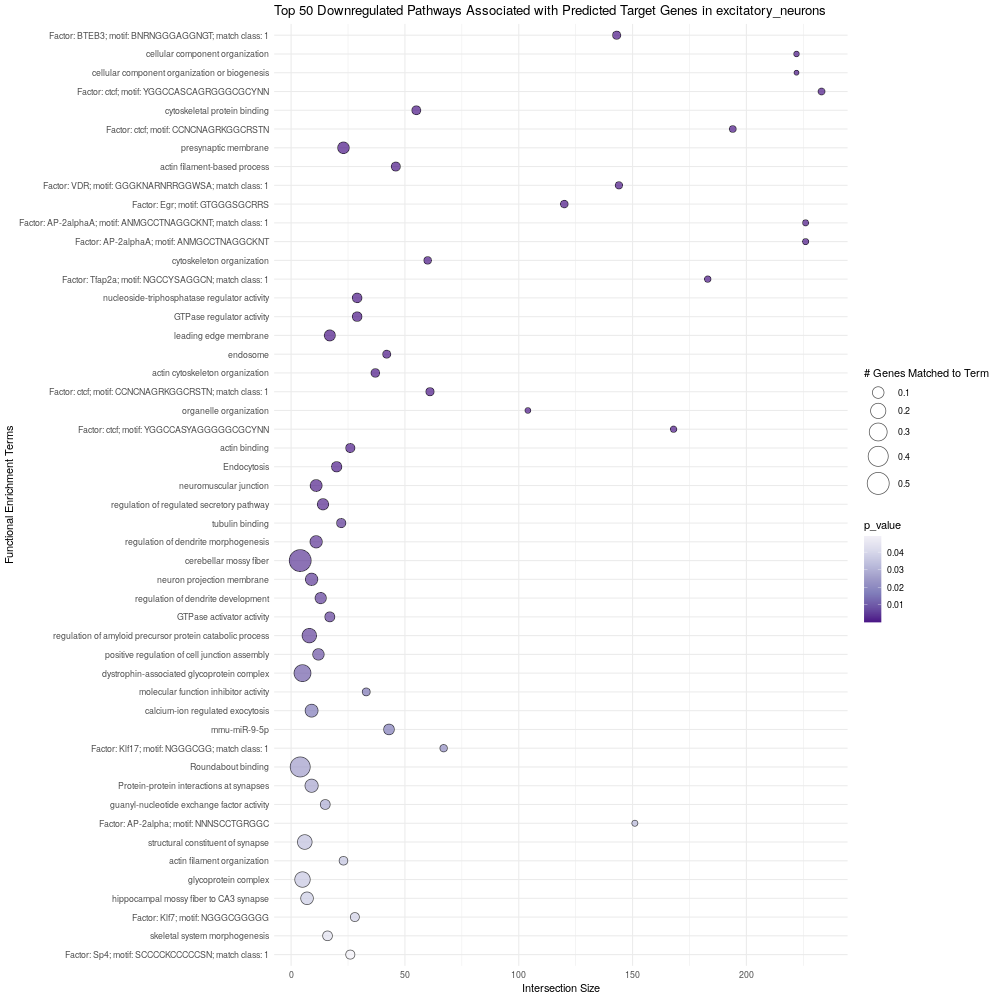 Top 50 Downregulated Pathways Associated with Predicted Target Genes in excitatory_neurons
Functional Enrichment Terms
Factor: BTEB3; motif: BNRNGGGAGGNGT; match class: 1
cellular component organization
cellular component organization or biogenesis
Factor: ctcf; motif: YGGCCASCAGRGGGCGCYNN
cytoskeletal protein binding
Factor: ctcf; motif: CCNCNAGRKGGCRSTN
presynaptic membrane
actin filament-based process
Factor: VDR; motif: GGGKNARNRRGGWSA; match class: 1
Factor: Egr; motif: GTGGGSGCRRS
Factor: AP-2alphaA; motif: ANMGCCTNAGGCKNT; match class: 1
Factor: AP-2alphaA; motif: ANMGCCTNAGGCKNT
cytoskeleton organization
Factor: Tfap2a; motif: NGCCYSAGGCN; match class: 1
nucleoside-triphosphatase regulator activity
GTPase regulator activity
leading edge membrane
endosome
actin cytoskeleton organization
Factor: ctcf; motif: CCNCNAGRKGGCRSTN; match class: 1
organelle organization
Factor: ctcf; motif: YGGCCASYAGGGGGCGCYNN
actin binding
Endocytosis
neuromuscular junction
regulation of regulated secretory pathway
tubulin binding
regulation of dendrite morphogenesis
cerebellar mossy fiber
neuron projection membrane
regulation of dendrite development
GTPase activator activity
regulation of amyloid precursor protein catabolic process
positive regulation of cell junction assembly
dystrophin-associated glycoprotein complex
molecular function inhibitor activity
calcium-ion regulated exocytosis
mmu-miR-9-5p
Factor: Klf17; motif: NGGGCGG; match class: 1
Roundabout binding
Protein-protein interactions at synapses
guanyl-nucleotide exchange factor activity
Factor: AP-2alpha; motif: NNNSCCTGRGGC
structural constituent of synapse
actin filament organization
glycoprotein complex
hippocampal mossy fiber to CA3 synapse
Factor: Klf7; motif: NGGGCGGGGG
skeletal system morphogenesis
Factor: Sp4; motif: SCCCCKCCCCCSN; match class: 1
0 50 100 150 200
Intersection Size
# Genes Matched to Term
0.1
0.2
0.3
0.4
0.5
p_value
0.04
0.03
0.02
0.01